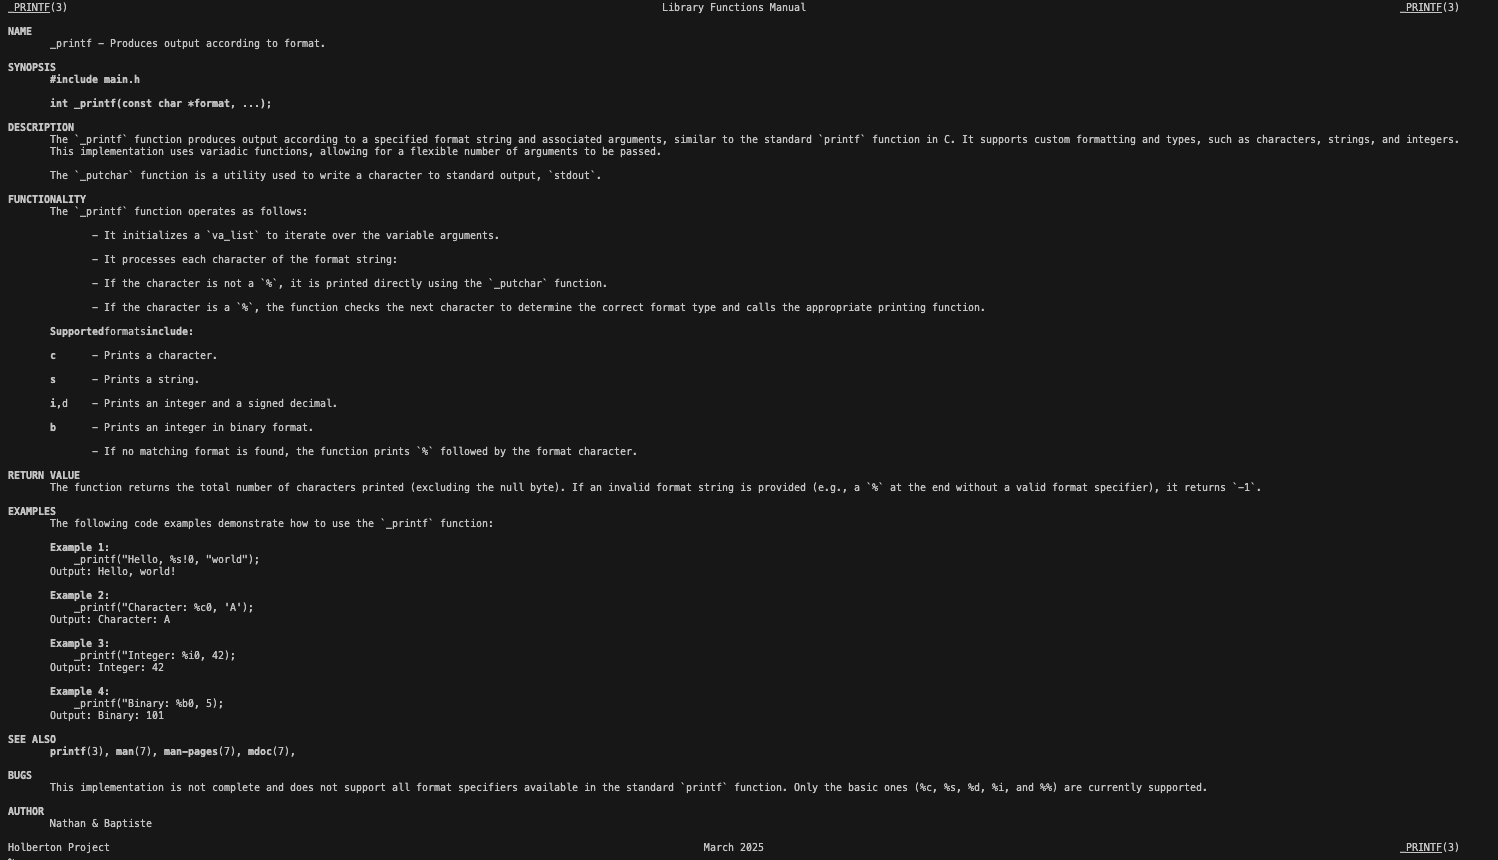 _PRINTF(3) Library Functions Manual _PRINTF(3)
NAME
_printf – Produces output according to format.
SYNOPSIS
#include main.h
int _printf(const char *format, ...);
DESCRIPTION
The `_printf` function produces output according to a specified format string and associated arguments, similar to the standard `printf` function in C. It supports custom formatting and types, such as characters, strings, and integers.
This implementation uses variadic functions, allowing for a flexible number of arguments to be passed.
The `_putchar` function is a utility used to write a character to standard output, `stdout`.
FUNCTIONALITY
The `_printf` function operates as follows:
– It initializes a `va_list` to iterate over the variable arguments.
– It processes each character of the format string:
– If the character is not a `%`, it is printed directly using the `_putchar` function.
– If the character is a `%`, the function checks the next character to determine the correct format type and calls the appropriate printing function.
Supportedformatsinclude:
c – Prints a character.
s – Prints a string.
i,d – Prints an integer and a signed decimal.
b – Prints an integer in binary format.
– If no matching format is found, the function prints `%` followed by the format character.
RETURN VALUE
The function returns the total number of characters printed (excluding the null byte). If an invalid format string is provided (e.g., a `%` at the end without a valid format specifier), it returns `–1`.
EXAMPLES
The following code examples demonstrate how to use the `_printf` function:
Example 1:
_printf("Hello, %s!0, "world");
Output: Hello, world!
Example 2:
_printf("Character: %c0, 'A');
Output: Character: A
Example 3:
_printf("Integer: %i0, 42);
Output: Integer: 42
Example 4:
_printf("Binary: %b0, 5);
Output: Binary: 101
SEE ALSO
printf(3), man(7), man–pages(7), mdoc(7),
BUGS
This implementation is not complete and does not support all format specifiers available in the standard `printf` function. Only the basic ones (%c, %s, %d, %i, and %%) are currently supported.
AUTHOR
Nathan & Baptiste
Holberton Project March 2025 _PRINTF(3)